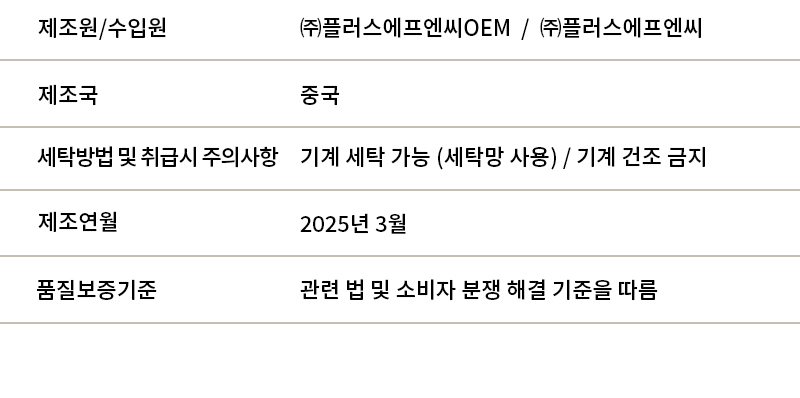 제조원/수입원 ㈜플러스에프엔씨OEM / ㈜플러스에프엔씨
제조국 중국
세탁방법 및 취급시 주의사항 기계 세탁 가능 (세탁망 사용) / 기계 건조 금지
제조연월 2025년 3월
품질보증기준 관련 법 및 소비자 분쟁 해결 기준을 따름